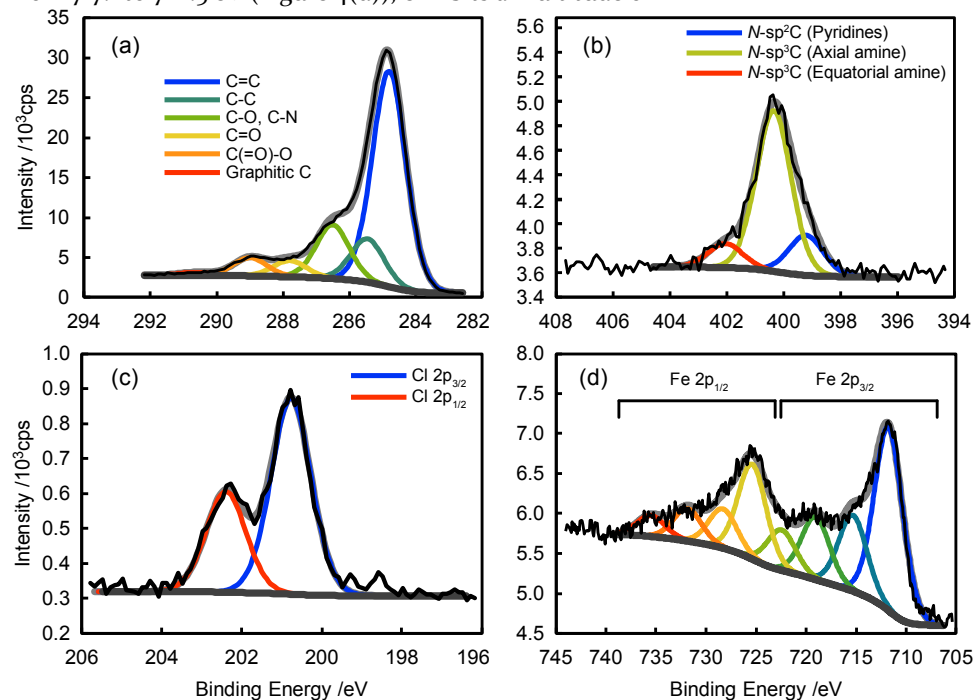 (a)
C=C
C-C
C-O, C-N
C=O
C(=O)-O
Graphitic C
Intensity /10³cps
35
30
25
20
15
10
5
0
294 292 290 288 286 284 282
(b)
N-sp²C (Pyridines)
N-sp³C (Axial amine)
N-sp³C (Equatorial amine)
5.6
5.4
5.2
5.0
4.8
4.6
4.4
4.2
4.0
3.8
3.6
3.4
408 406 404 402 400 398 396 394
(c)
Cl 2p₃/₂
Cl 2p₁/₂
Intensity /10³cps
1.0
0.9
0.8
0.7
0.6
0.5
0.4
0.3
0.2
206 204 202 200 198 196
Binding Energy /eV
(d)
Fe 2p₁/₂
Fe 2p₃/₂
8.0
7.5
7.0
6.5
6.0
5.5
5.0
4.5
745 740 735 730 725 720 715 710 705
Binding Energy /eV